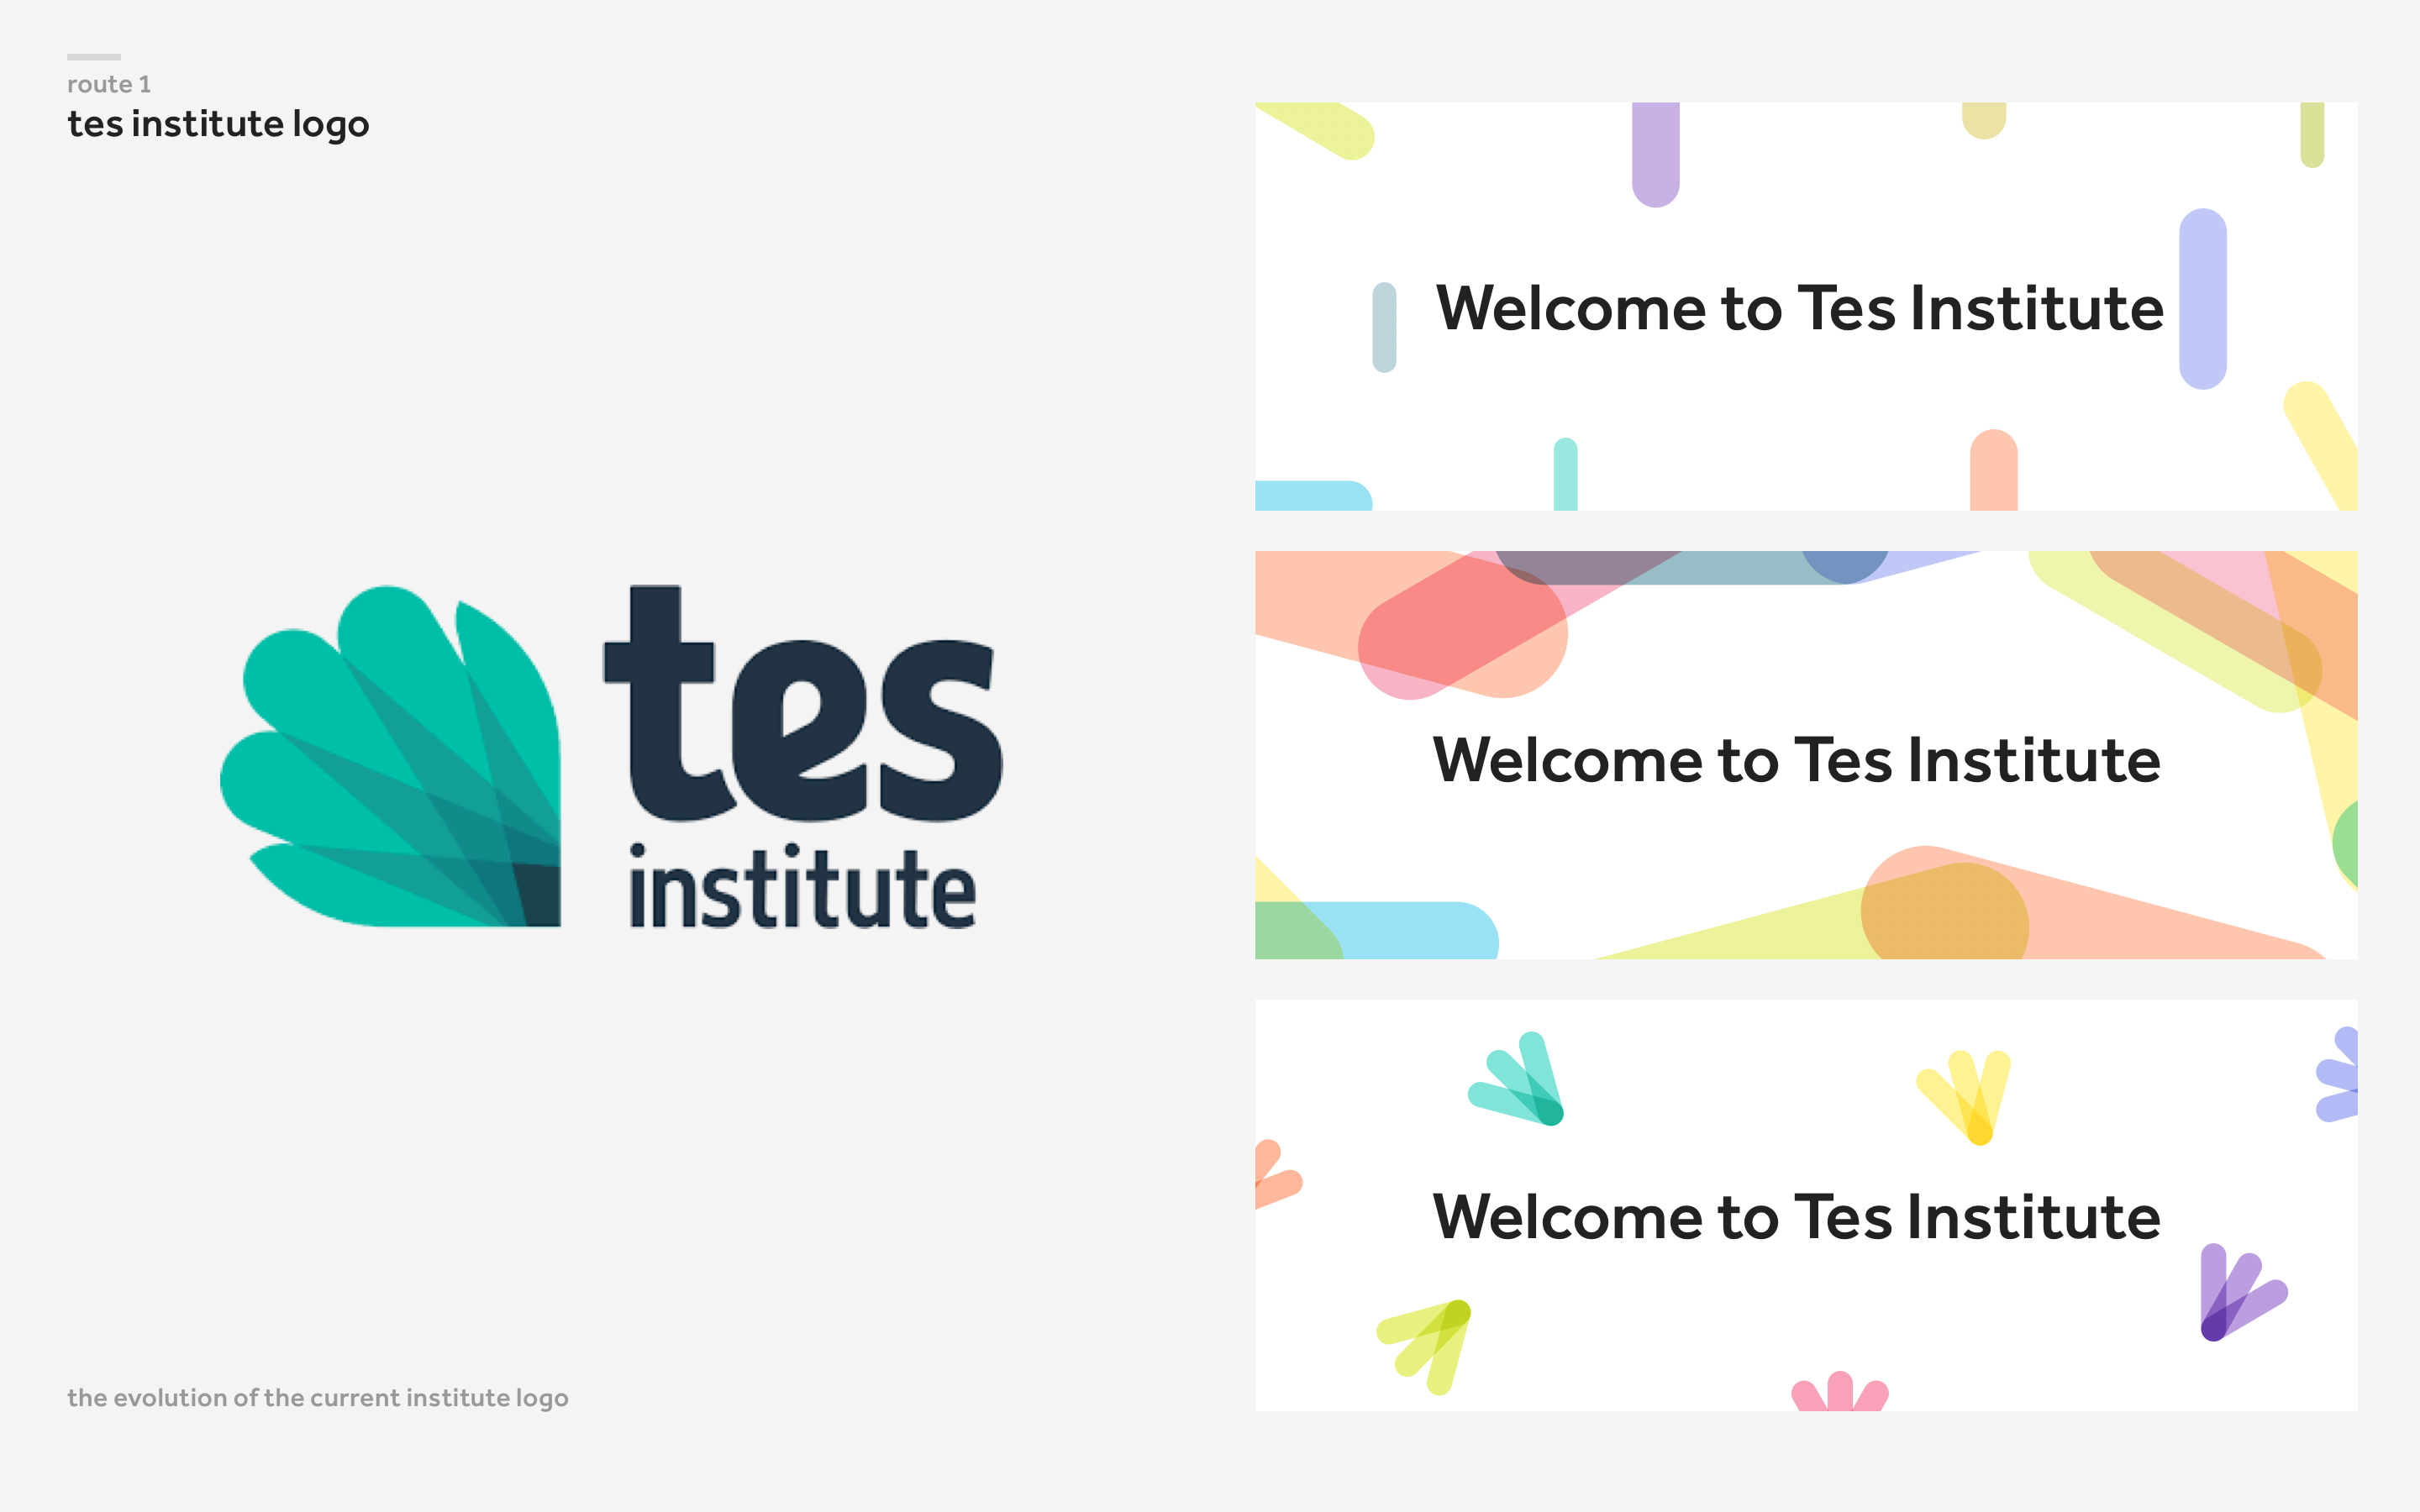 route 1
tes institute logo
tes
institute
the evolution of the current institute logo
Welcome to Tes Institute
Welcome to Tes Institute
Welcome to Tes Institute